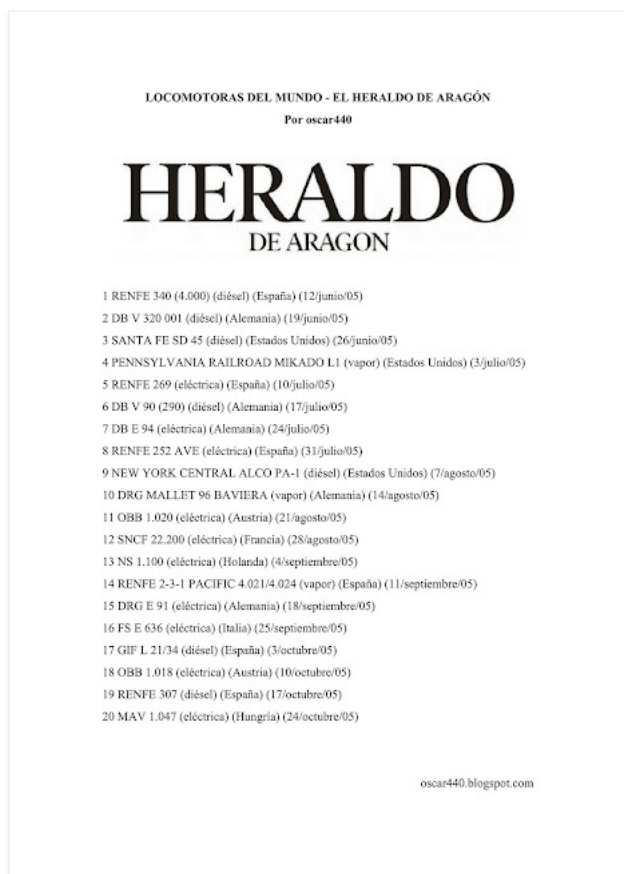 LOCOMOTORAS DEL MUNDO - EL HERALDO DE ARAGÓN
Por oscar440
HERALDO
DE ARAGON
1 RENFE 340 (4.000) (diésel) (España) (12/junio/05)
2 DB V 320 001 (diésel) (Alemania) (19/junio/05)
3 SANTA FE SD 45 (diésel) (Estados Unidos) (26/junio/05)
4 PENNSYLVANIA RAILROAD MIKADO L1 (vapor) (Estados Unidos) (3/julio/05)
5 RENFE 269 (eléctrica) (España) (10/julio/05)
6 DB V 90 (290) (diésel) (Alemania) (17/julio/05)
7 DB E 94 (eléctrica) (Alemania) (24/julio/05)
8 RENFE 252 AVE (eléctrica) (España) (31/julio/05)
9 NEW YORK CENTRAL ALCO PA-1 (diésel) (Estados Unidos) (7/agosto/05)
10 DRG MALLET 96 BAVIERA (vapor) (Alemania) (14/agosto/05)
11 OBB 1.020 (eléctrica) (Austria) (21/agosto/05)
12 SNCF 22.200 (eléctrica) (Francia) (28/agosto/05)
13 NS 1.100 (eléctrica) (Holanda) (4/septiembre/05)
14 RENFE 2-3-1 PACIFIC 4.021/4.024 (vapor) (España) (11/septiembre/05)
15 DRG E 91 (eléctrica) (Alemania) (18/septiembre/05)
16 FS E 636 (eléctrica) (Italia) (25/septiembre/05)
17 GIF L 21/34 (diésel) (España) (3/octubre/05)
18 OBB 1.018 (eléctrica) (Austria) (10/octubre/05)
19 RENFE 307 (diésel) (España) (17/octubre/05)
20 MAV 1.047 (eléctrica) (Hungría) (24/octubre/05)
oscar440.blogspot.com